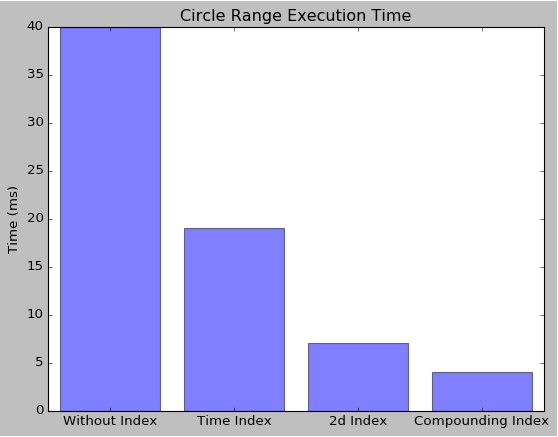 Circle Range Execution Time
40
35
30
25
20
15
10
5
0
Time (ms)
Without Index
Time Index
2d Index
Compounding Index